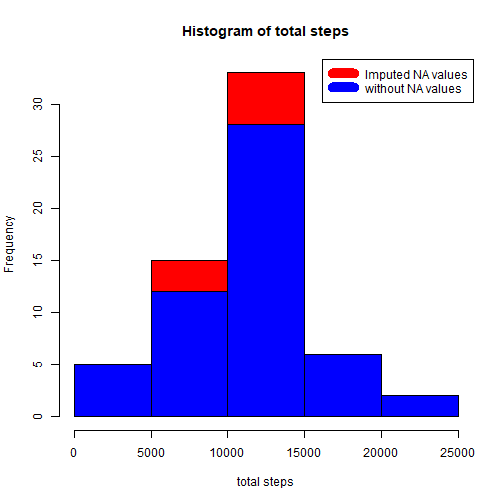 Histogram of total steps
Imputed NA values
without NA values
Frequency
30
25
20
15
10
5
0
0 5000 10000 15000 20000 25000
total steps